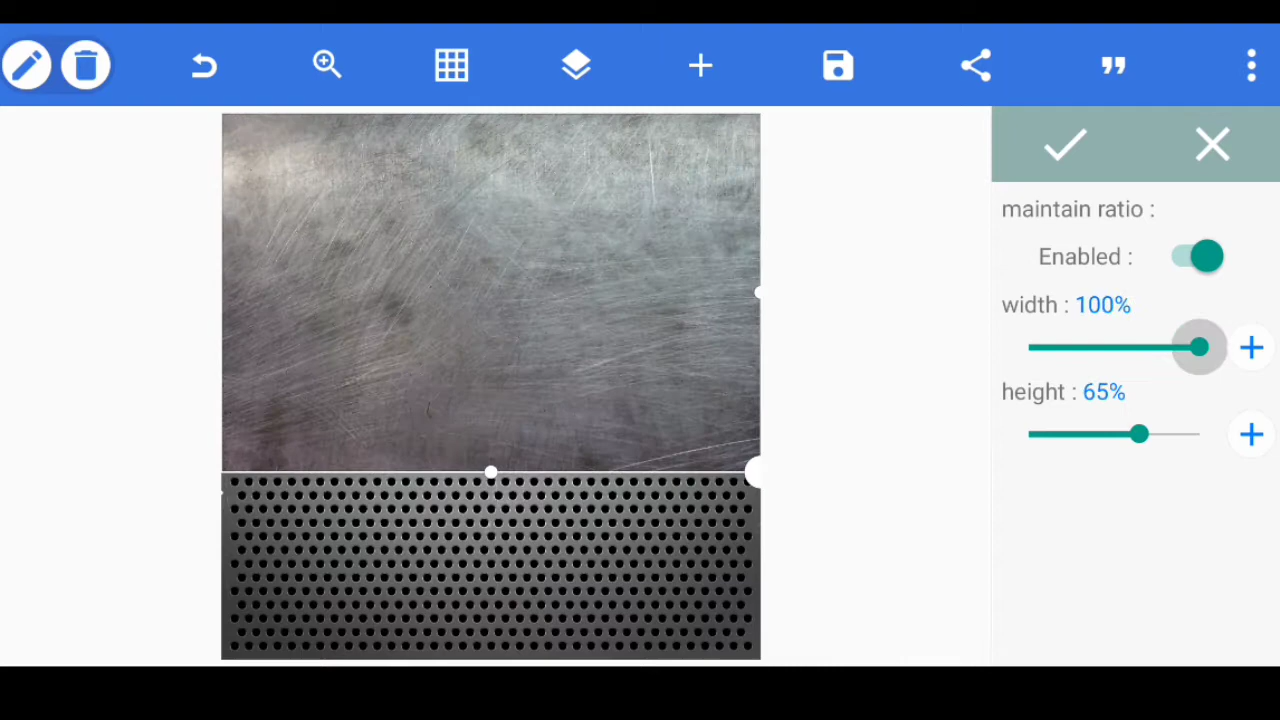 maintain ratio :
Enabled :
width : 100%
height : 65%